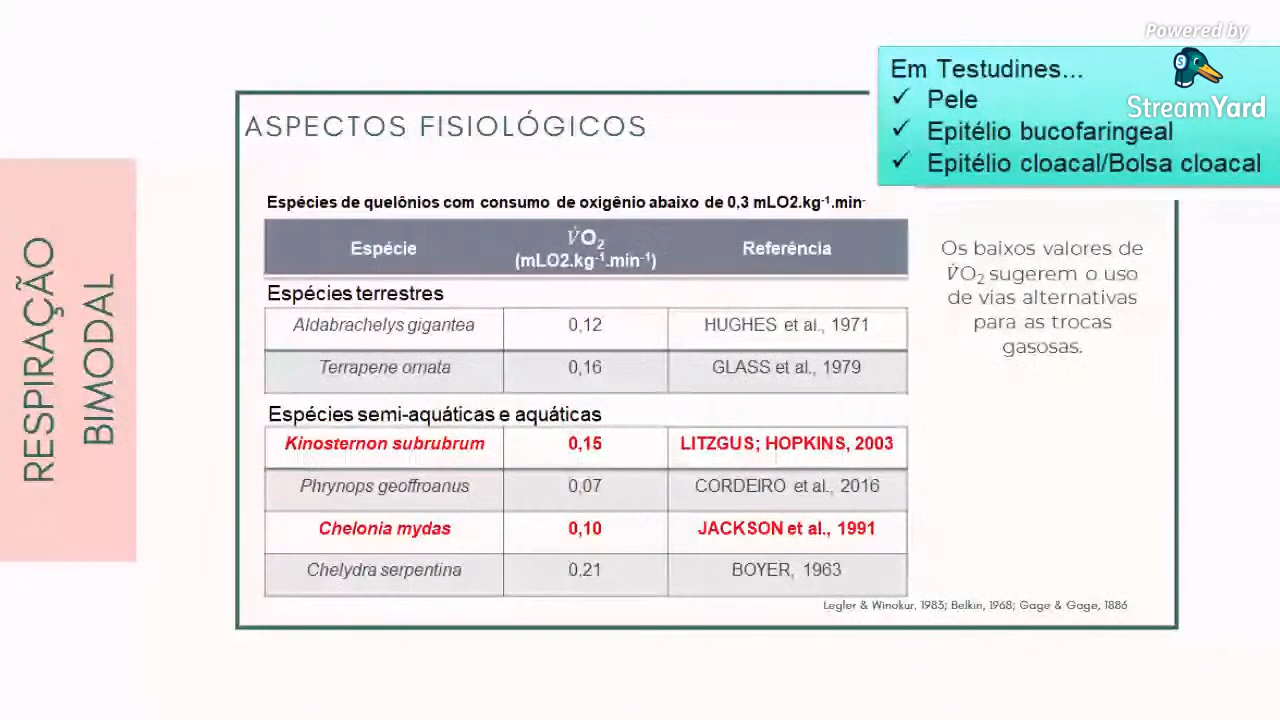 Powered by
StreamYard
Em Testudines...
✓ Pele
✓ Epitélio bucofaringeal
✓ Epitélio cloacal/Bolsa cloacal
ASPECTOS FISIOLÓGICOS
RESPIRAÇÃO
BIMODAL
Espécies de quelônios com consumo de oxigênio abaixo de 0,3 mLO2.kg⁻¹.min⁻
Espécie V̇O₂ (mLO2.kg⁻¹.min⁻¹) Referência
Espécies terrestres
Aldabrachelys gigantea 0,12 HUGHES et al., 1971
Terrapene ornata 0,16 GLASS et al., 1979
Espécies semi-aquáticas e aquáticas
Kinosternon subrubrum 0,15 LITZGUS; HOPKINS, 2003
Phrynops geoffroanus 0,07 CORDEIRO et al., 2016
Chelonia mydas 0,10 JACKSON et al., 1991
Chelydra serpentina 0,21 BOYER, 1963
Os baixos valores de
V̇O₂ sugerem o uso
de vias alternativas
para as trocas
gasosas.
Legler & Winokur, 1983; Belkin, 1968; Gage & Gage, 1886